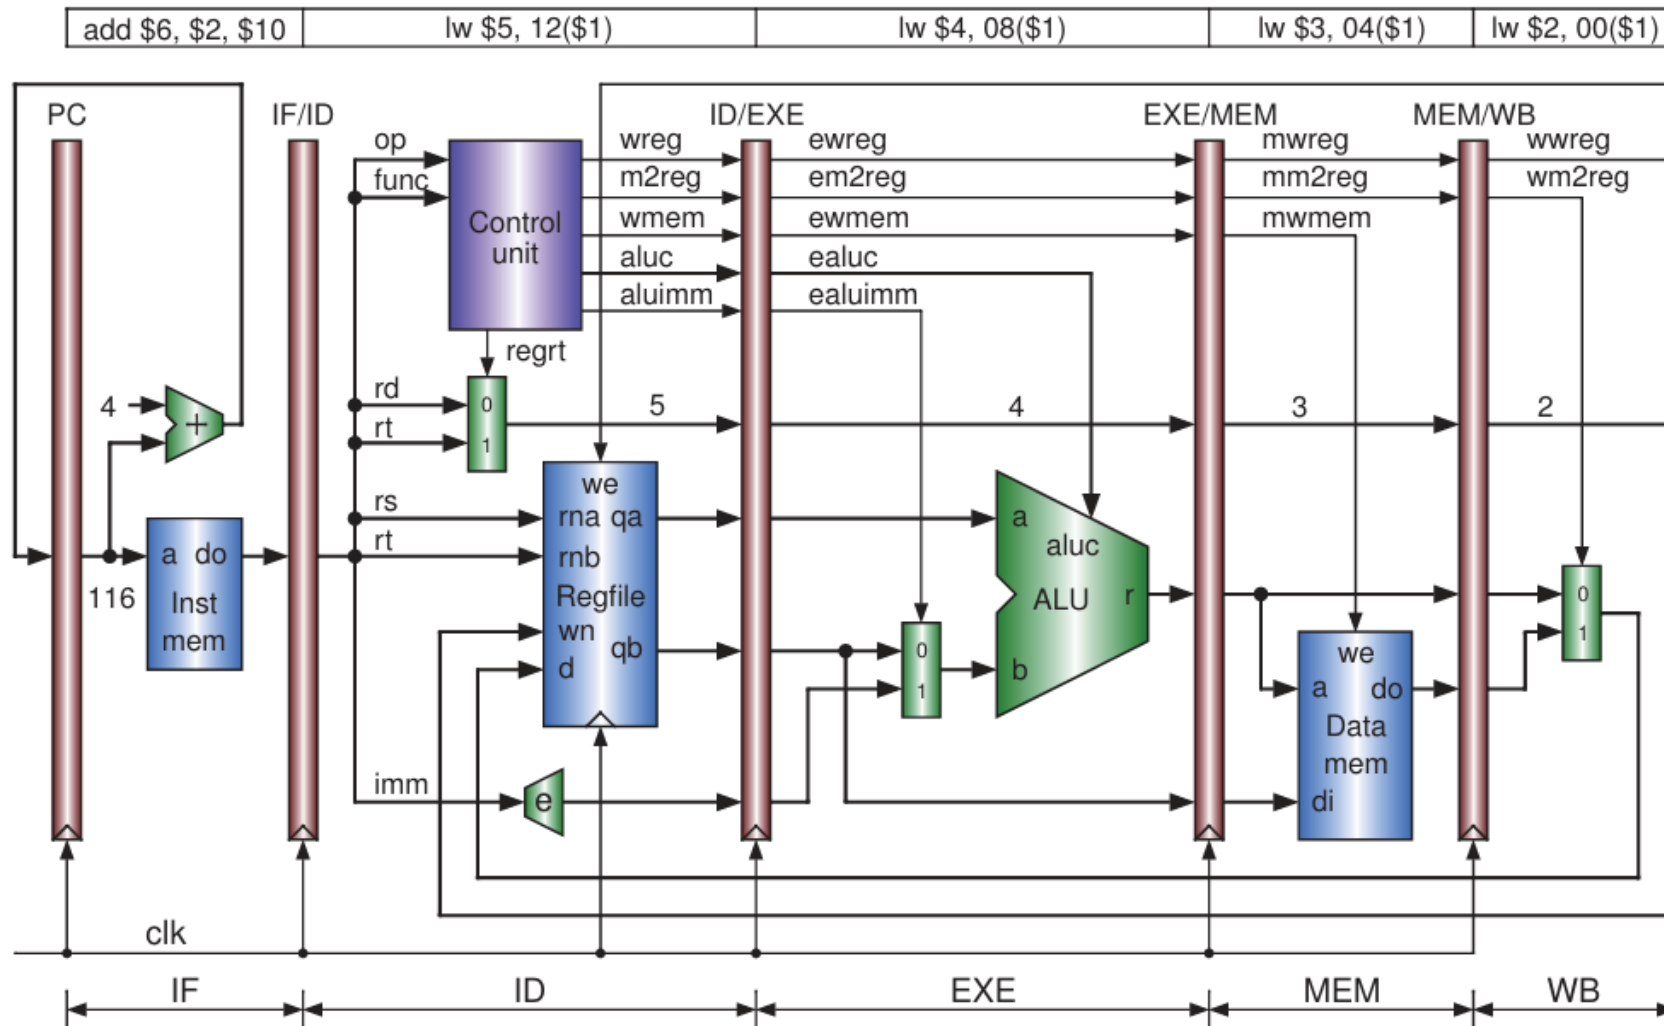 add $6, $2, $10 lw $5, 12($1) lw $4, 08($1) lw $3, 04($1) lw $2, 00($1)
PC IF/ID ID/EXE EXE/MEM MEM/WB
op wreg ewreg mwreg wwreg
func m2reg em2reg mm2reg wm2reg
Control unit
wmem ewmem mwmem
aluc ealuc
aluimm ealuimm
regrt
4 +
rd 0 5 4 3 2
rt 1
we
rs rna qa a
rt rnb aluc
a do
116 Inst mem
Regfile ALU r
wn qb
d b
0
1
0
1
we
a do
Data mem
di
imm e
clk
IF ID EXE MEM WB